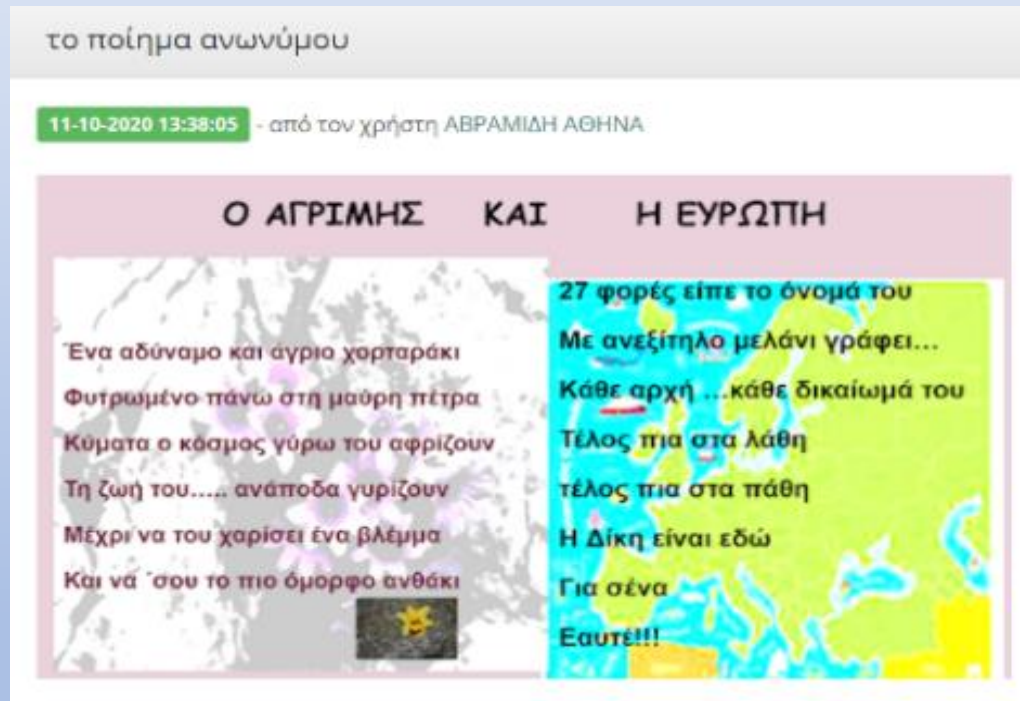 το ποίημα ανωνύμου
11-10-2020 13:38:05 - από τον χρήστη ΑΒΡΑΜΙΔΗ ΑΘΗΝΑ
Ο ΑΓΡΙΜΗΣ ΚΑΙ Η ΕΥΡΩΠΗ
Ένα αδύναμο και άγριο χορταράκι
Φυτρωμένο πάνω στη μαύρη πέτρα
Κύματα ο κόσμος γύρω του αφρίζουν
Τη ζωή του..... ανάποδα γυρίζουν
Μέχρι να του χαρίσει ένα βλέμμα
Και νά ΄σου το πιο όμορφο ανθάκι
27 φορές είπε το όνομά του
Με ανεξίτηλο μελάνι γράφει...
Κάθε αρχή ...κάθε δικαίωμά του
Τέλος πια στα λάθη
τέλος πια στα πάθη
Η Δίκη είναι εδώ
Για σένα
Εαυτέ!!!